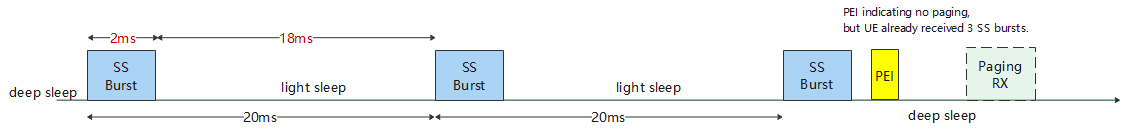 PEI indicating no paging,
but UE already received 3 SS bursts.
2ms
18ms
SS
Burst
SS
Burst
SS
Burst
PEI
Paging
RX
deep sleep
light sleep
light sleep
20ms
20ms
deep sleep